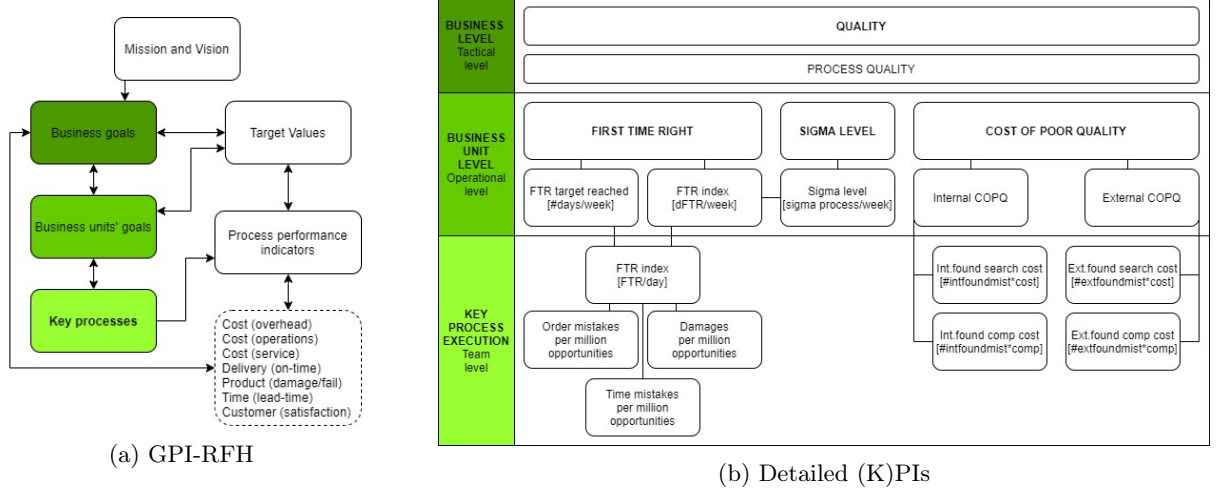 Mission and Vision
Business goals
Target Values
Business units' goals
Process performance
indicators
Key processes
Cost (overhead)
Cost (operations)
Cost (service)
Delivery (on-time)
Product (damage/fail)
Time (lead-time)
Customer (satisfaction)
(a) GPI-RFH
BUSINESS
LEVEL
Tactical
level
QUALITY
PROCESS QUALITY
BUSINESS
UNIT
LEVEL
Operational
level
FIRST TIME RIGHT
SIGMA LEVEL
COST OF POOR QUALITY
FTR target reached
[#days/week]
FTR index
[dFTR/week]
Sigma level
[sigma process/week]
Internal COPQ
External COPQ
KEY
PROCESS
EXECUTION
Team
level
FTR index
[FTR/day]
Order mistakes
per million
opportunities
Damages
per million
opportunities
Time mistakes
per million
opportunities
Int.found search cost
[#intfoundmist*cost]
Ext.found search cost
[#extfoundmist*cost]
Int.found comp cost
[#intfoundmist*comp]
Ext.found comp cost
[#extfoundmist*comp]
(b) Detailed (K)PIs